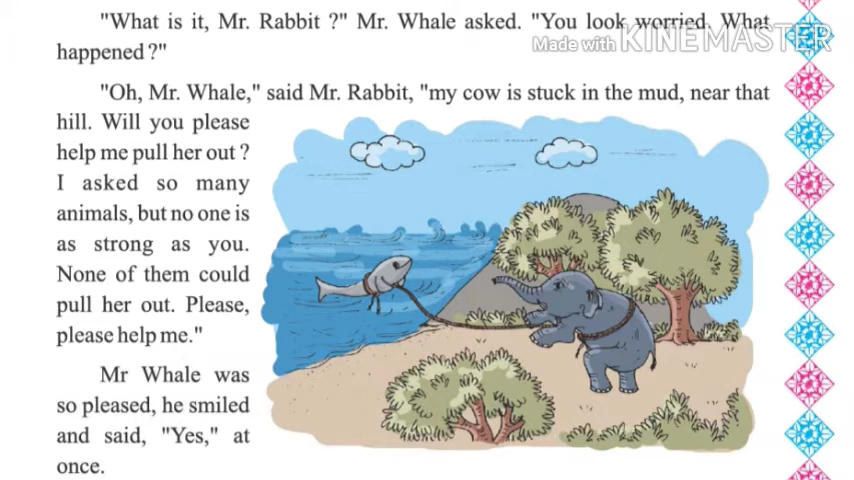 "What is it, Mr. Rabbit ?" Mr. Whale asked. "You look worried. What
Made with KINEMASTER
happened ?"
"Oh, Mr. Whale," said Mr. Rabbit, "my cow is stuck in the mud, near that
hill. Will you please
help me pull her out ?
I asked so many
animals, but no one is
as strong as you.
None of them could
pull her out. Please,
please help me."
Mr Whale was
so pleased, he smiled
and said, "Yes," at
once.